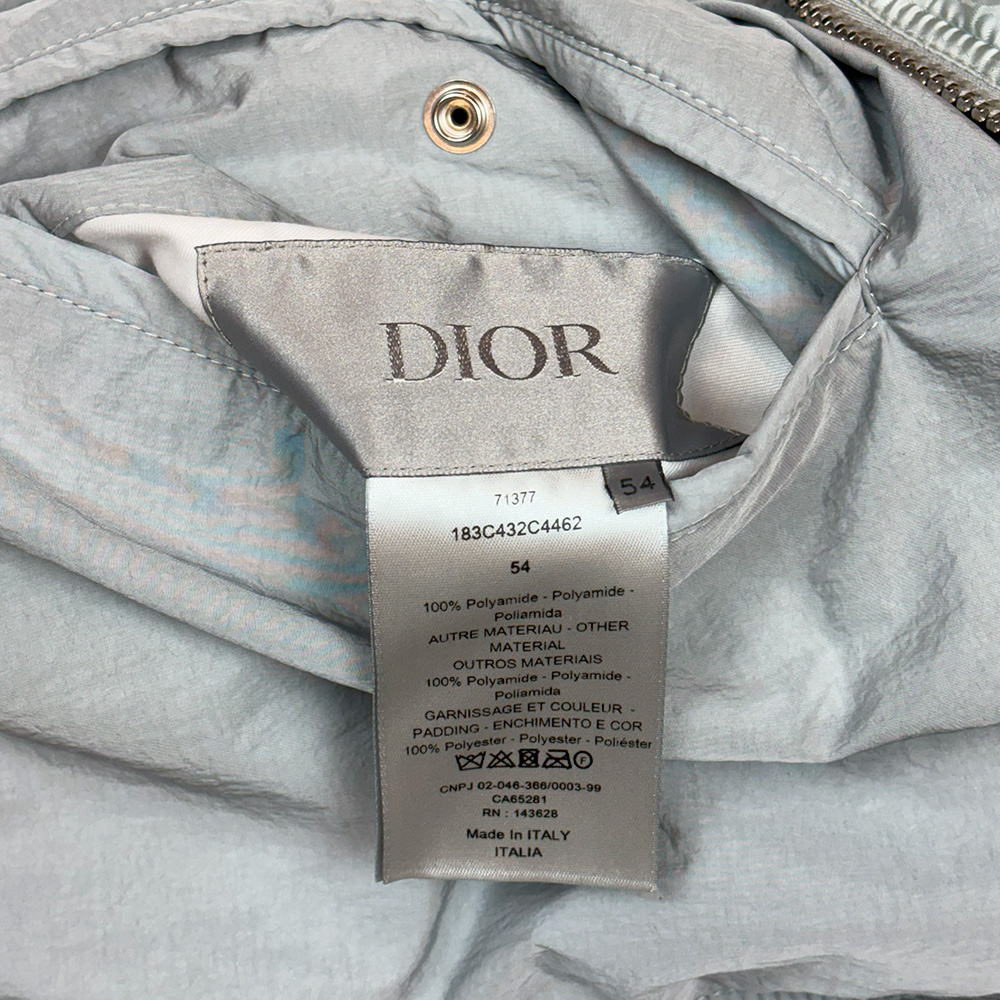 DIOR
54
71377
183C432C4462
54
100% Polyamide - Polyamide -
Poliamida
AUTRE MATERIAU - OTHER
MATERIAL
OUTROS MATERIAIS
100% Polyamide - Polyamide -
Poliamida
GARNISSAGE ET COULEUR -
PADDING - ENCHIMENTO E COR
100% Polyester - Polyester - Poliéster
F
CNPJ 02-046-366/0003-99
CA65281
RN : 143628
Made In ITALY
ITALIA